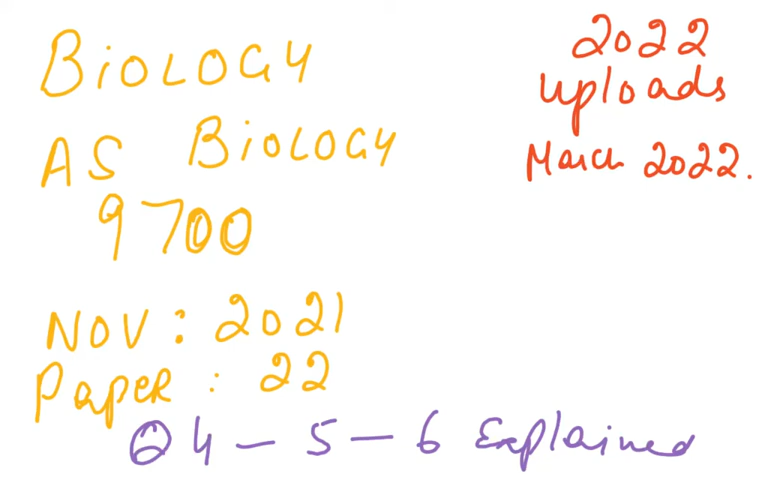 Biology
AS Biology
9700
Nov : 2021
Paper : 22
Q4 - 5 - 6 Explained
2022
uploads
March 2022.